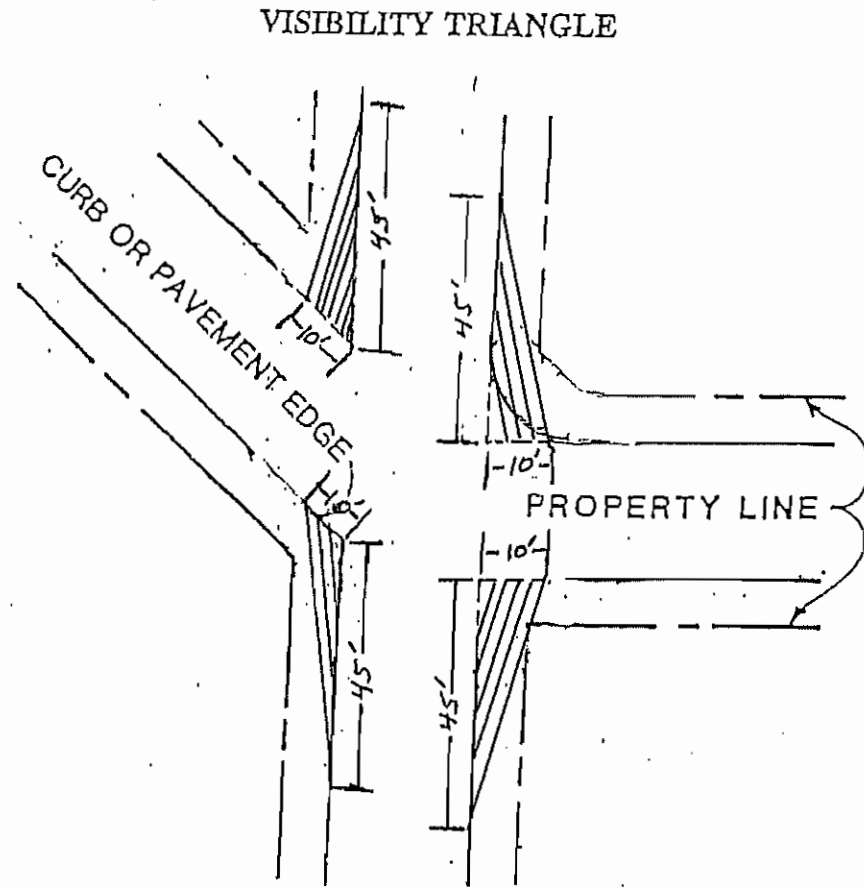 VISIBILITY TRIANGLE
CURB OR PAVEMENT EDGE
45'
45'
10'
10'
10'
10'
PROPERTY LINE
45'
45'